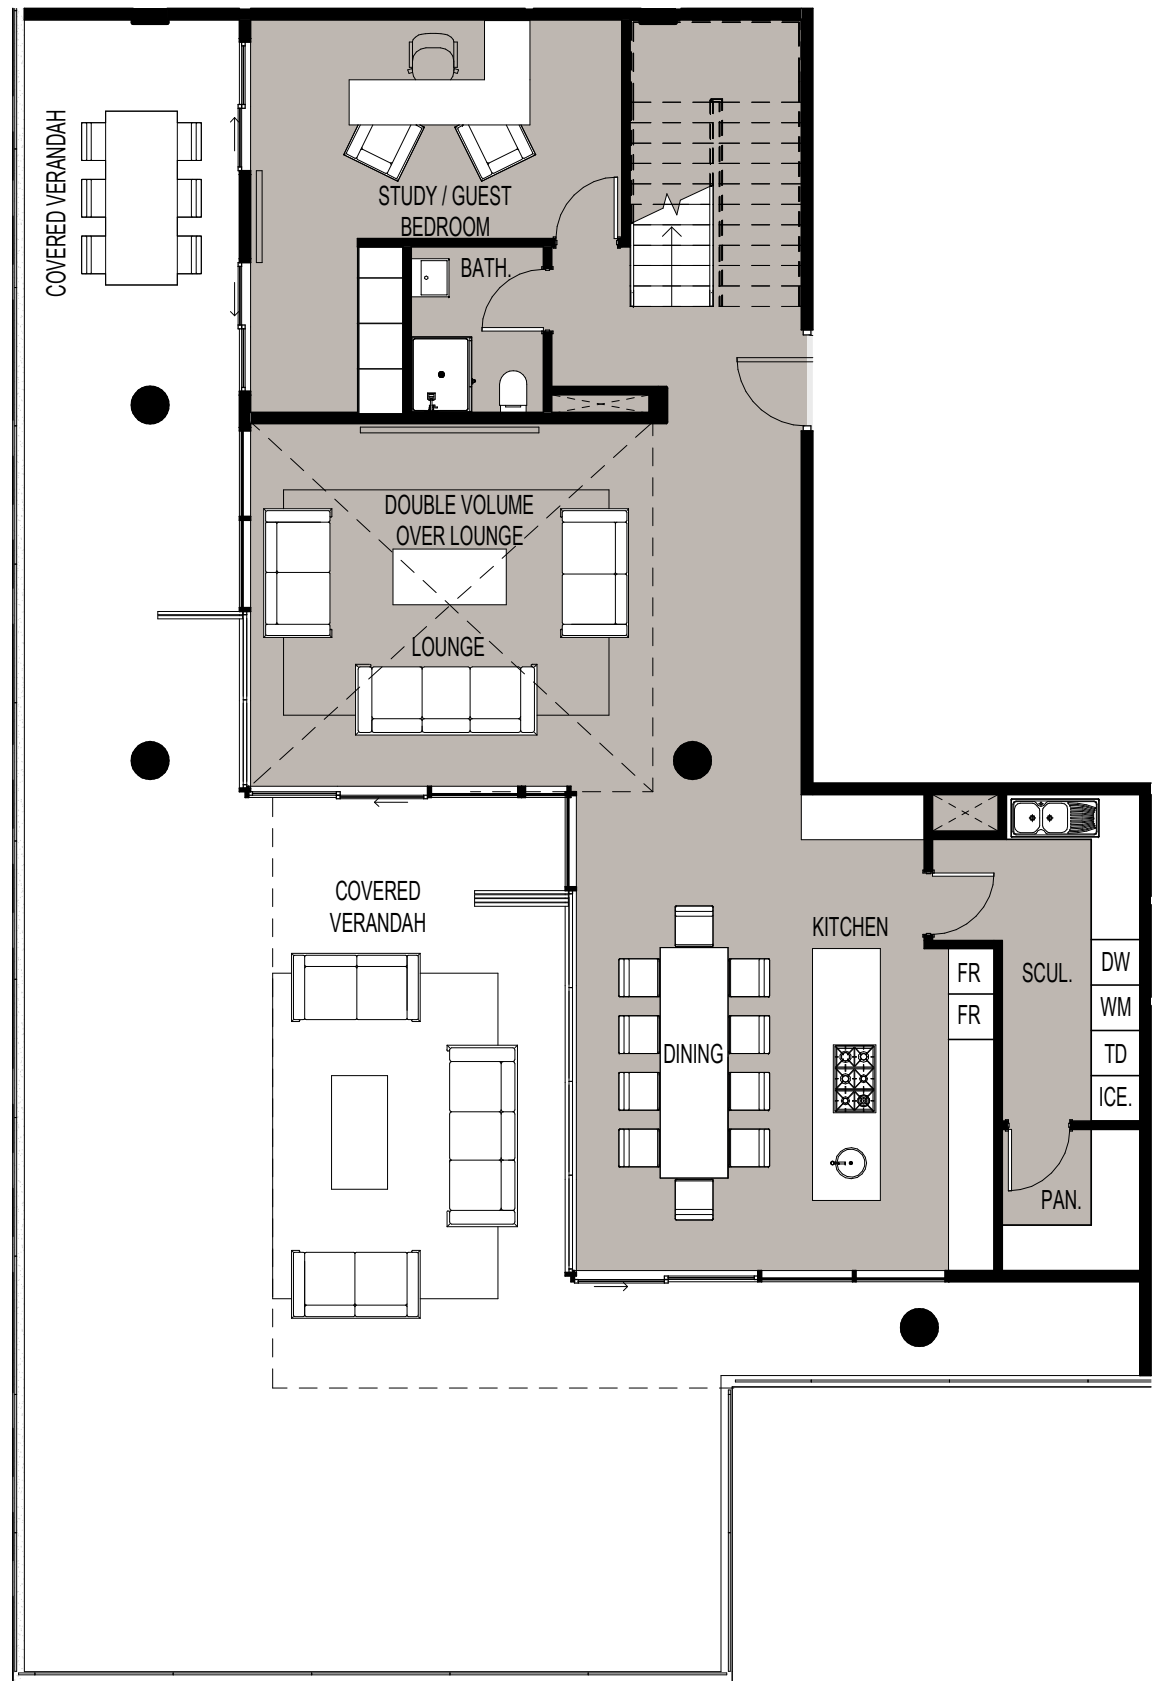 COVERED VERANDAH
STUDY / GUEST
BEDROOM
BATH.
DOUBLE VOLUME
OVER LOUNGE
LOUNGE
COVERED
VERANDAH
KITCHEN
DINING
FR
FR
SCUL.
DW
WM
TD
ICE.
PAN.